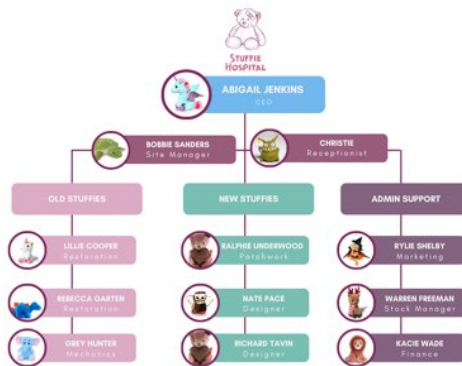 STUFFIE
HOSPITAL
ABIGAIL JENKINS
CEO
BOBBIE SANDERS
Site Manager
CHRISTIE
Receptionist
OLD STUFFIES
NEW STUFFIES
ADMIN SUPPORT
LILLIE COOPER
Restoration
RALPHIE UNDERWOOD
Patchwork
RYLIE SHELBY
Marketing
REBECCA GARTEN
Restoration
NATE PACE
Designer
WARREN FREEMAN
Stock Manager
GREY HUNTER
Mechanics
RICHARD TAVIN
Designer
KACIE WADE
Finance